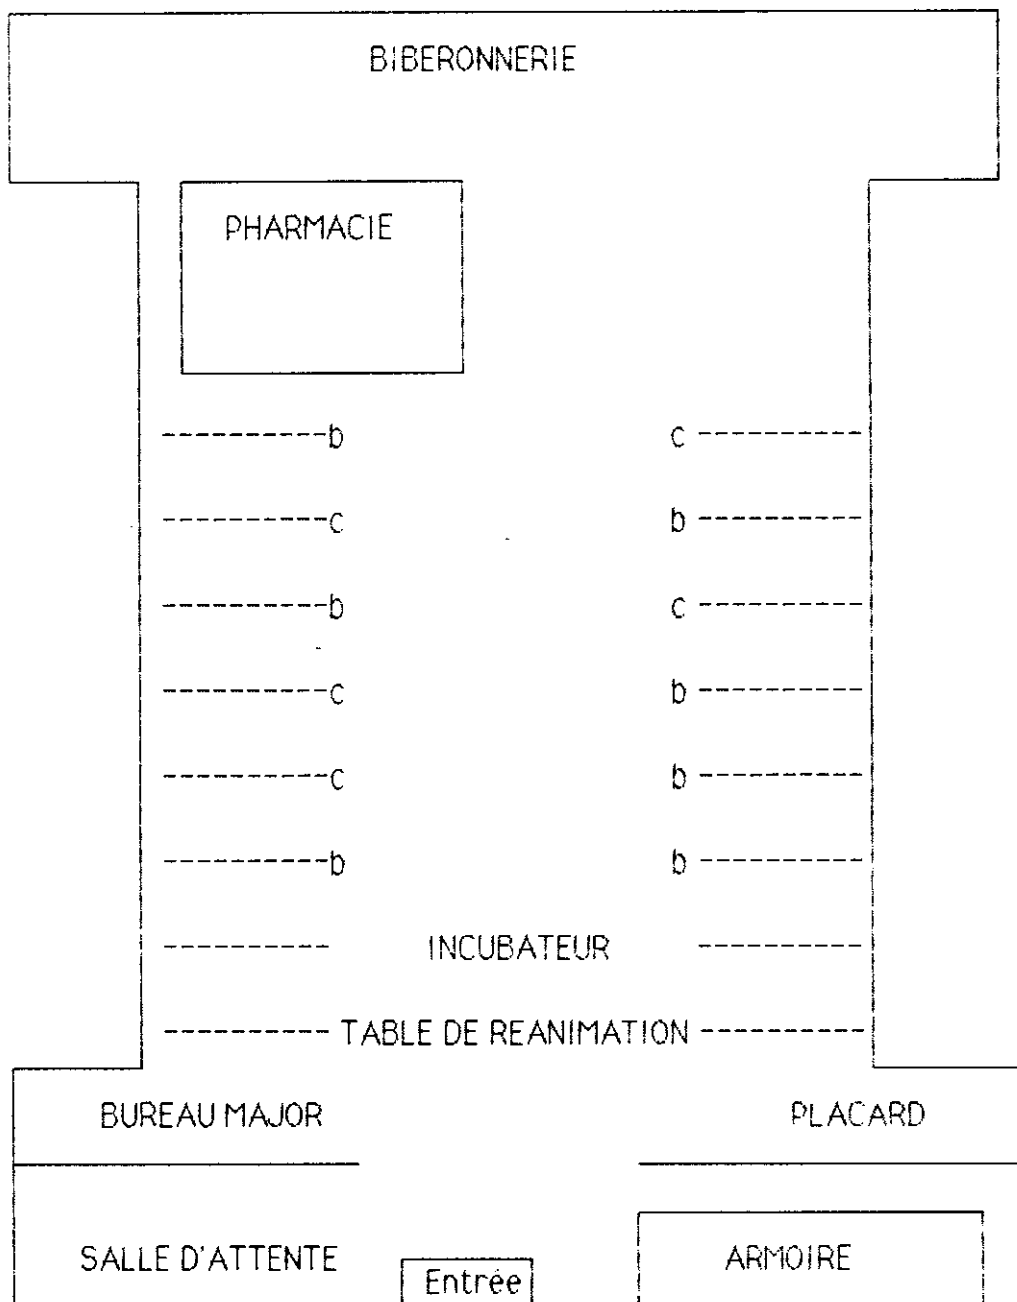 BIBERONNERIE
PHARMACIE
----------b c ----------
----------c b ----------
----------b c ----------
----------c b ----------
----------c b ----------
----------b b ----------
---------- INCUBATEUR ----------
---------- TABLE DE REANIMATION ----------
BUREAU MAJOR PLACARD
SALLE D'ATTENTE Entrée ARMOIRE